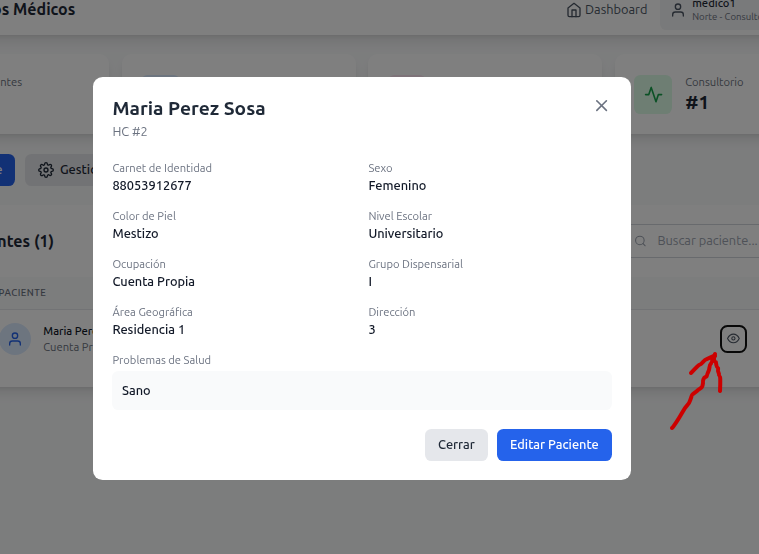 os Médicos
Dashboard
medico1
Norte - Consulto
ntes
Consultorio
#1
Maria Perez Sosa
HC #2
Carnet de Identidad
88053912677
Sexo
Femenino
Color de Piel
Mestizo
Nivel Escolar
Universitario
Ocupación
Cuenta Propia
Grupo Dispensarial
I
Área Geográfica
Residencia 1
Dirección
3
Problemas de Salud
Sano
Cerrar
Editar Paciente
e
Gestio
ntes (1)
Buscar paciente...
PACIENTE
Maria Per
Cuenta Pr